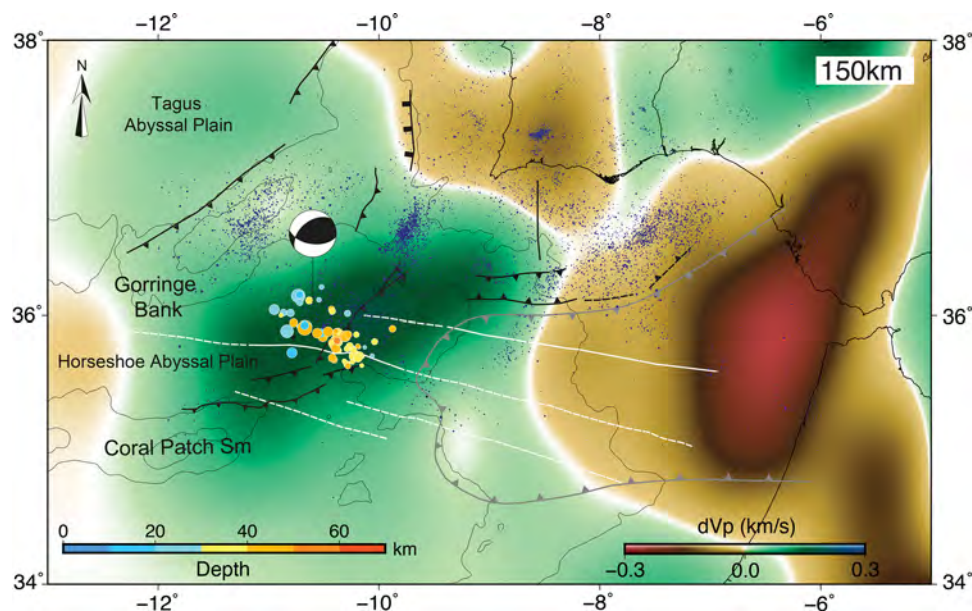 −12 −10 −8 −6
38° 38°
N
150km
Tagus
Abyssal Plain
36° 36°
Gorringe
Bank
Horseshoe Abyssal Plain
Coral Patch Sm
0 20 40 60 km
Depth
dVp (km/s)
−0.3 0.0 0.3
34° 34°
−12° −10° −8° −6°